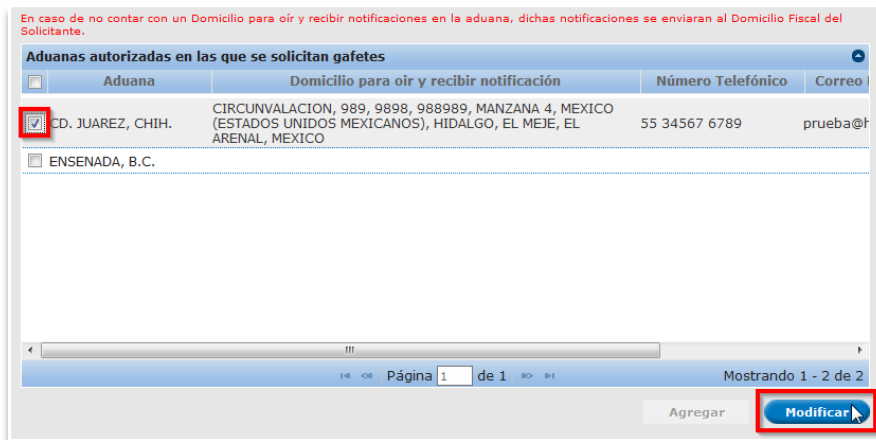 En caso de no contar con un Domicilio para oír y recibir notificaciones en la aduana, dichas notificaciones se enviaran al Domicilio Fiscal del
Solicitante.
Aduanas autorizadas en las que se solicitan gafetes
Aduana Domicilio para oir y recibir notificación Número Telefónico Correo
CIRCUNVALACION, 989, 9898, 988989, MANZANA 4, MEXICO
CD. JUAREZ, CHIH. (ESTADOS UNIDOS MEXICANOS), HIDALGO, EL MEJE, EL 55 34567 6789 prueba@h
ARENAL, MEXICO
ENSENADA, B.C.
Página 1 de 1 Mostrando 1 - 2 de 2
Agregar Modificar